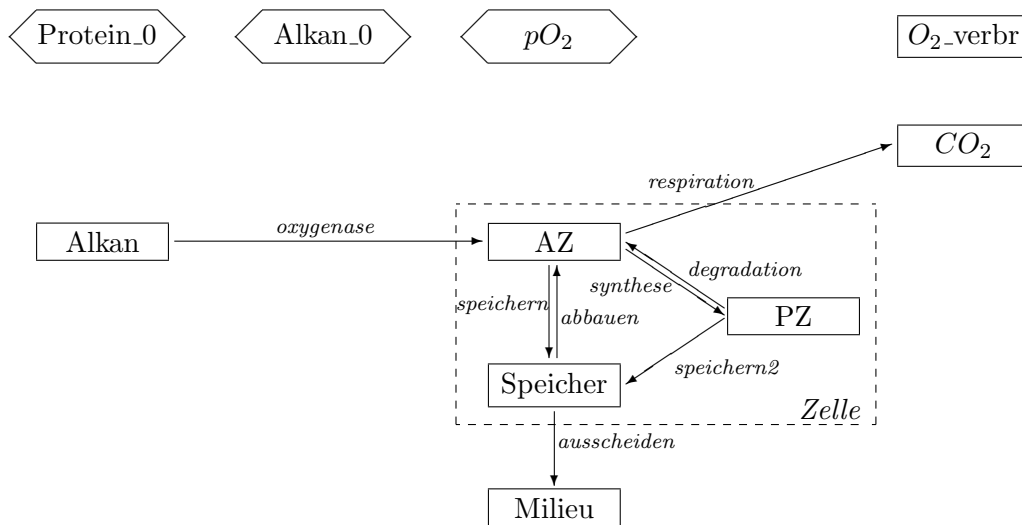 Protein_0
Alkan_0
pO₂
O₂_verbr
CO₂
respiration
Alkan
oxygenase
AZ
degradation
synthese
speichern
abbauen
PZ
Speicher
speichern2
Zelle
ausscheiden
Milieu